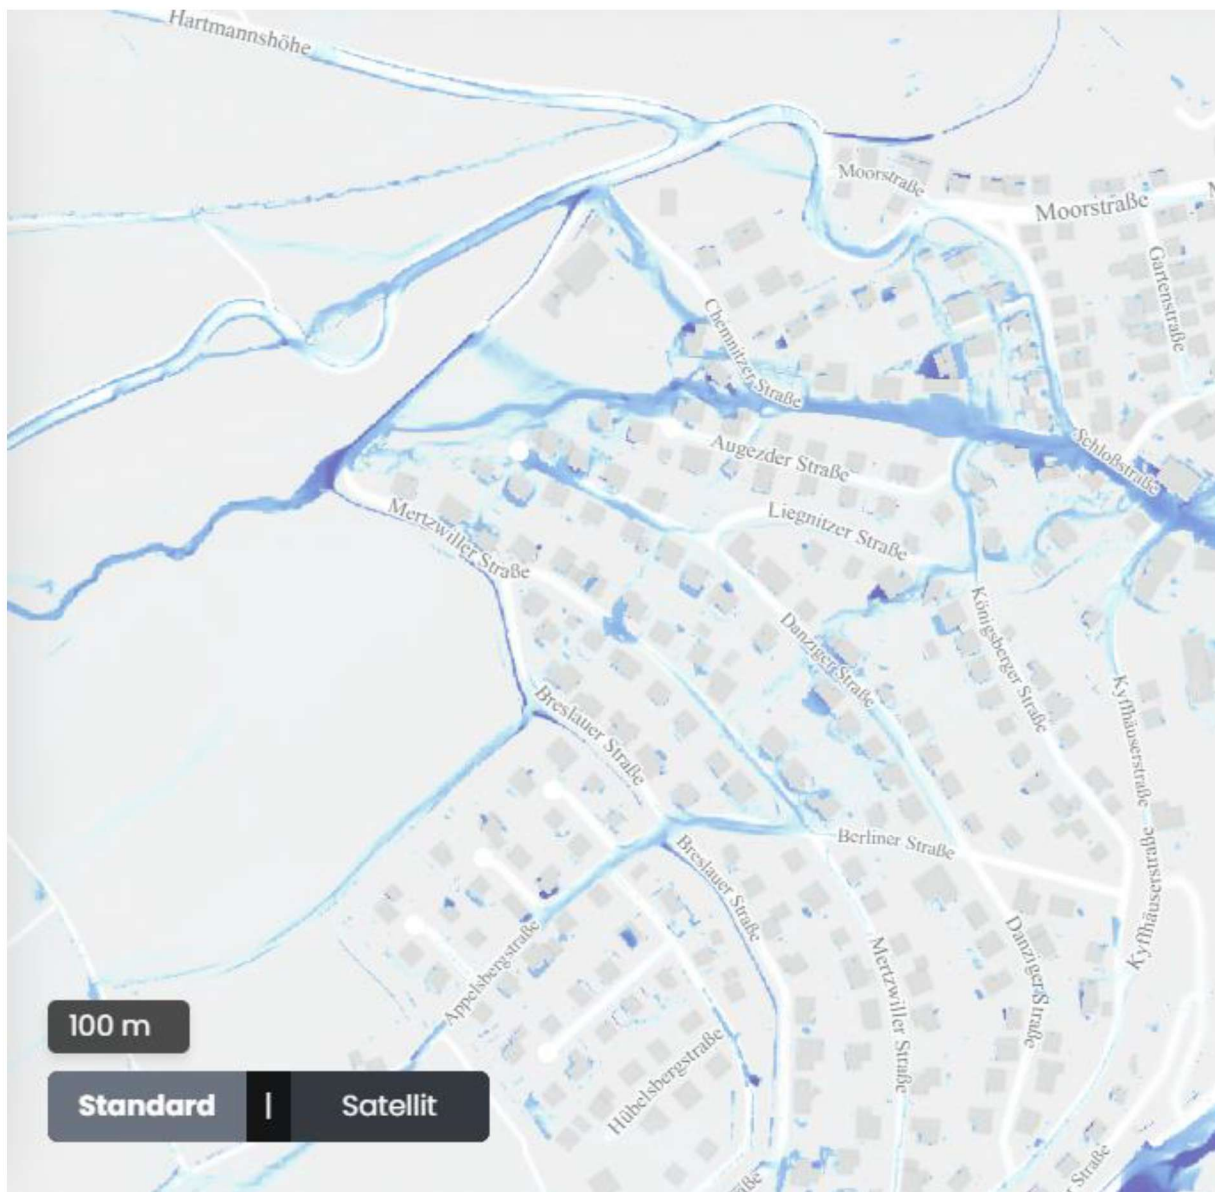 Hartmannshöhe
Moorstraße
Moorstraße
M
Gartenstraße
Chemnitzer Straße
Schloßstraße
Augezder Straße
Liegnitzer Straße
Mertzwiller Straße
Königsberger Straße
Danziger Straße
Kyffhäuserstraße
Breslauer Straße
Berliner Straße
Breslauer Straße
Kyffhäuserstraße
Appelsbergstraße
Mertzwiller Straße
Danziger Straße
Hübelsbergstraße
100 m
Standard | Satellit
r Straße